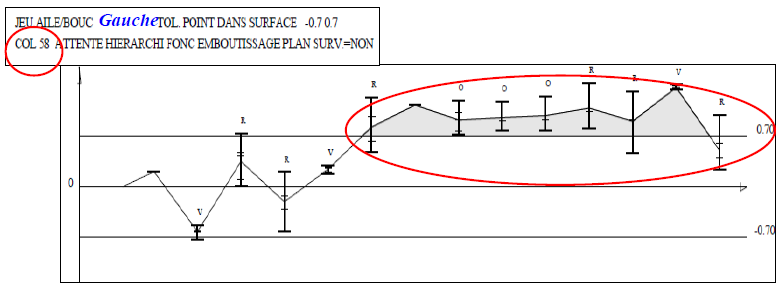 JEU.AILE/BOUC Gauche TOL. POINT DANS SURFACE -0.7 0.7
COL 58 ATTENTE HIERARCHI FONC EMBOUTISSAGE PLAN SURV.=NON
R V
O O O R R
R
R 0.70
R V
0
V
-0.70